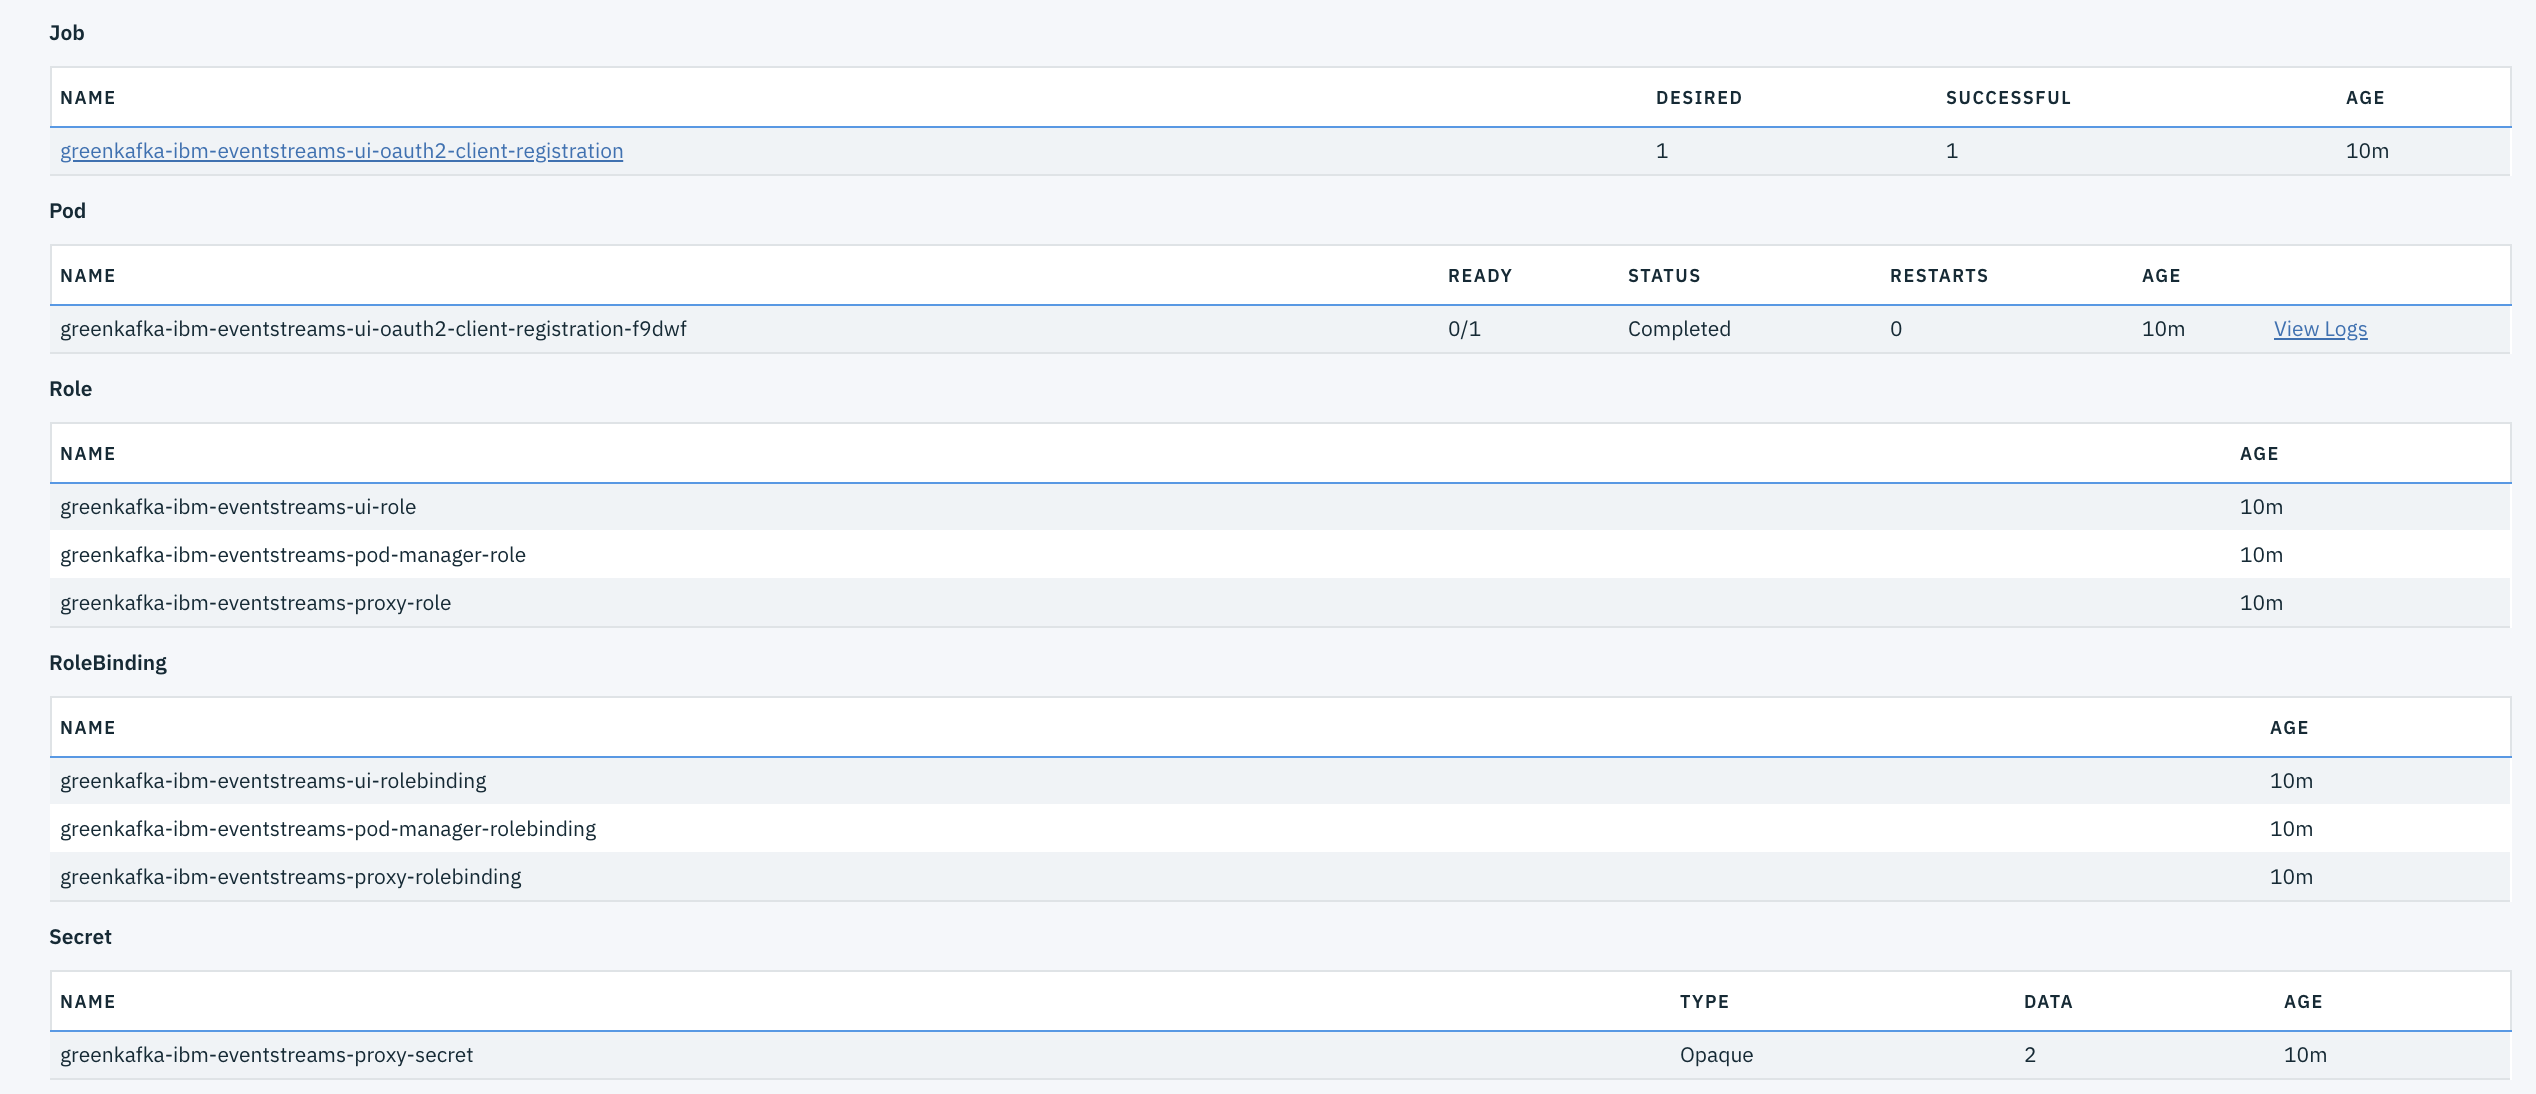 Job
NAME DESIRED SUCCESSFUL AGE
greenkafka-ibm-eventstreams-ui-oauth2-client-registration 1 1 10m
Pod
NAME READY STATUS RESTARTS AGE
greenkafka-ibm-eventstreams-ui-oauth2-client-registration-f9dwf 0/1 Completed 0 10m View Logs
Role
NAME AGE
greenkafka-ibm-eventstreams-ui-role 10m
greenkafka-ibm-eventstreams-pod-manager-role 10m
greenkafka-ibm-eventstreams-proxy-role 10m
RoleBinding
NAME AGE
greenkafka-ibm-eventstreams-ui-rolebinding 10m
greenkafka-ibm-eventstreams-pod-manager-rolebinding 10m
greenkafka-ibm-eventstreams-proxy-rolebinding 10m
Secret
NAME TYPE DATA AGE
greenkafka-ibm-eventstreams-proxy-secret Opaque 2 10m